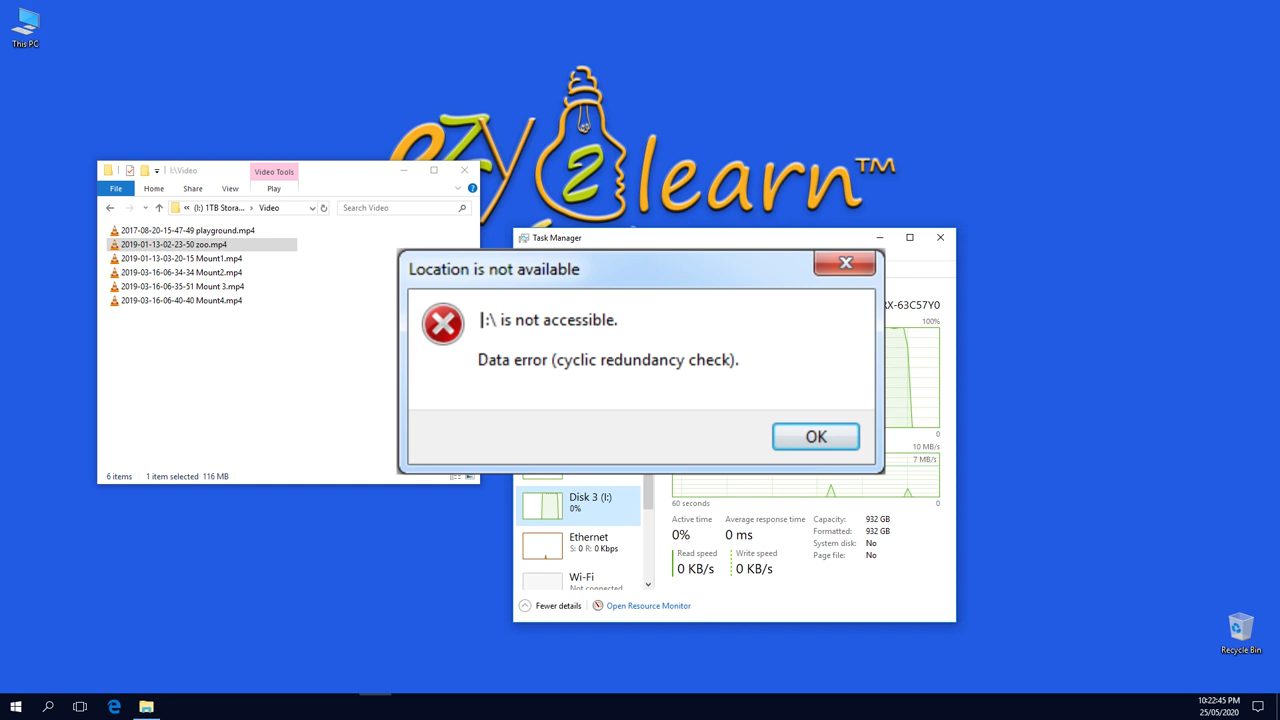 This PC
ezy2learn™
I:\Video
Video Tools
File
Home
Share
View
Play
« (I:) 1TB Stora... > Video
Search Video
2017-08-20-15-47-49 playground.mp4
2019-01-13-02-23-50 zoo.mp4
2019-01-13-03-20-15 Mount1.mp4
2019-03-16-06-34-34 Mount2.mp4
2019-03-16-06-35-51 Mount 3.mp4
2019-03-16-06-40-40 Mount4.mp4
6 items
1 item selected 116 MB
Task Manager
Location is not available
I:\ is not accessible.
Data error (cyclic redundancy check).
OK
RX-63C57Y0
100%
0
10 MB/s
7 MB/s
60 seconds
0
Disk 3 (I:)
0%
Ethernet
S: 0 R: 0 Kbps
Wi-Fi
Not connected
Active time
0%
Average response time
0 ms
Read speed
0 KB/s
Write speed
0 KB/s
Capacity: 932 GB
Formatted: 932 GB
System disk: No
Page file: No
Fewer details
Open Resource Monitor
Recycle Bin
10:22:45 PM
25/05/2020